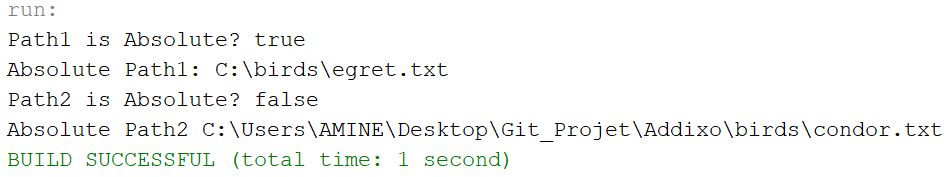 run:
Path1 is Absolute? true
Absolute Path1: C:\birds\egret.txt
Path2 is Absolute? false
Absolute Path2 C:\Users\AMINE\Desktop\Git_Projet\Addixo\birds\condor.txt
BUILD SUCCESSFUL (total time: 1 second)